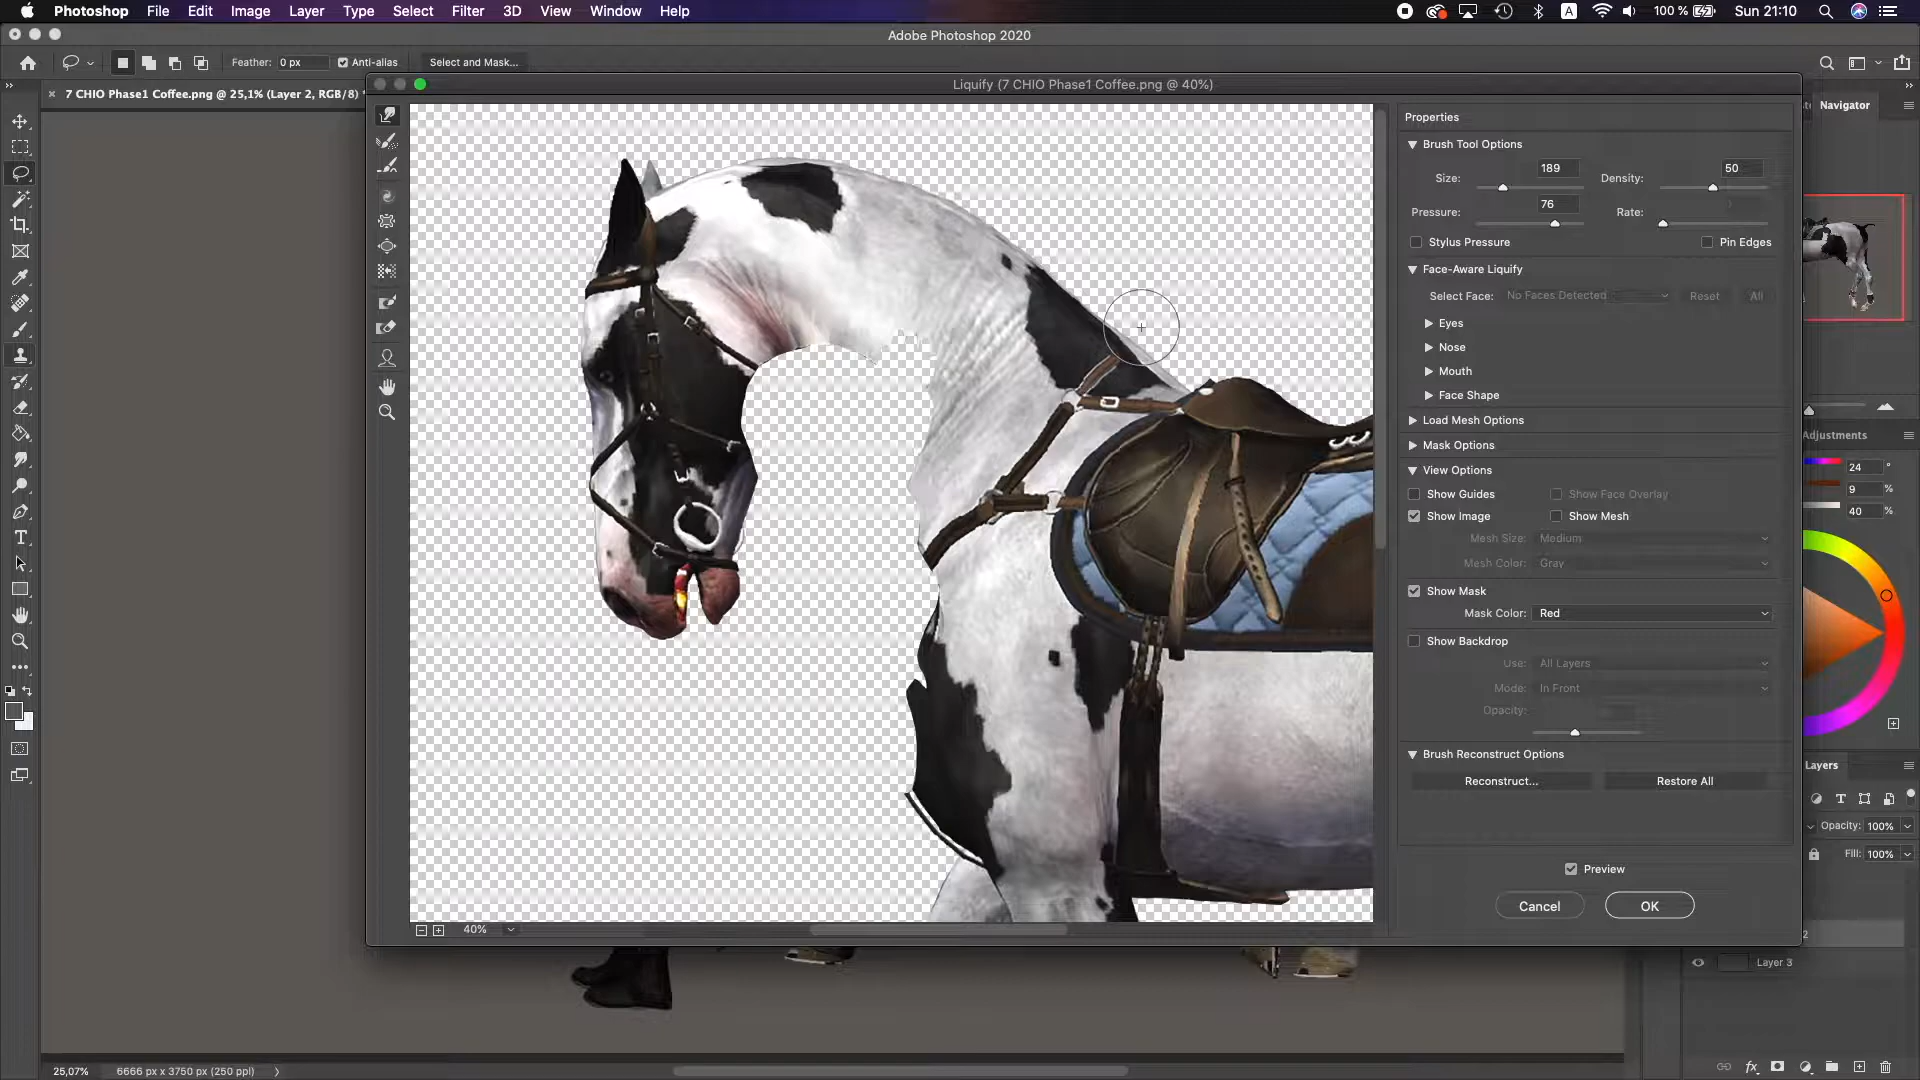 Photoshop File Edit Image Layer Type Select Filter 3D View Window Help A 100 % Sun 21:10
Adobe Photoshop 2020
Feather: 0 px Anti-alias Select and Mask...
7 CHIO Phase1 Coffee.png @ 25,1% (Layer 2, RGB/8) *
Liquify (7 CHIO Phase1 Coffee.png @ 40%)
Navigator
Properties
Brush Tool Options
Size: 189 Density: 50
Pressure: 76 Rate:
Stylus Pressure Pin Edges
Face-Aware Liquify
Select Face: No Faces Detected Reset All
Eyes
Nose
Mouth
Face Shape
Load Mesh Options
Adjustments
Mask Options
24 °
View Options
9 %
Show Guides Show Face Overlay
40 %
Show Image Show Mesh
Mesh Size: Medium
Mesh Color: Gray
Show Mask
Mask Color: Red
Show Backdrop
Use: All Layers
Mode: In Front
Opacity:
Brush Reconstruct Options
Layers
Reconstruct... Restore All
Opacity: 100%
Fill: 100%
Preview
Cancel OK
40%
2
Layer 3
25,07% 6666 px x 3750 px (250 ppl)